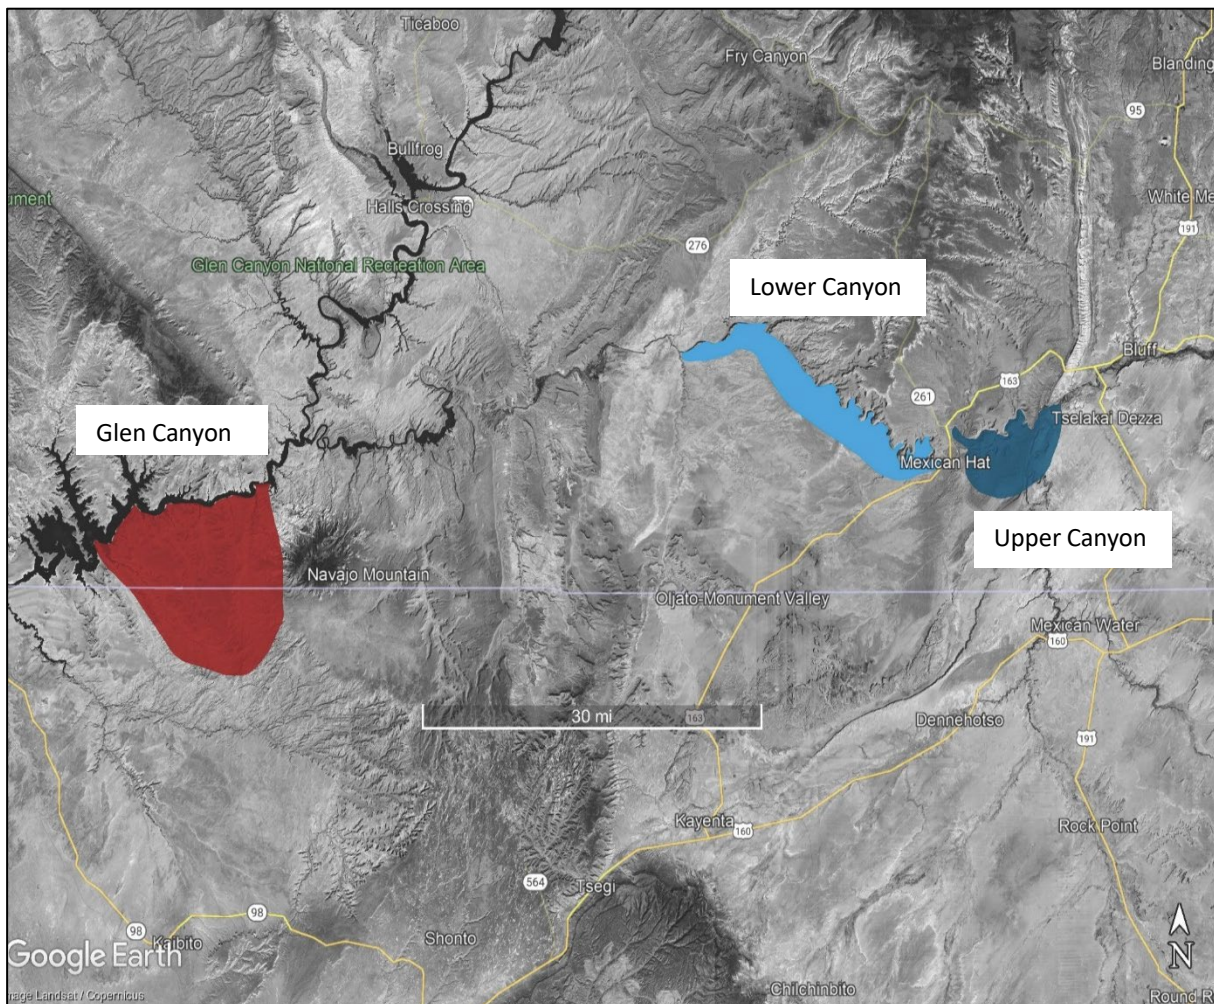 Ticaboo
Fry Canyon
Blanding
95
Bullfrog
ument
Halls Crossing
White Me
191
276
Glen Canyon National Recreation Area
Lower Canyon
Bluff
163
261
Glen Canyon
Tselakai Dezza
Mexican Hat
Upper Canyon
Navajo Mountain
Oljato-Monument Valley
Mexican Water
160
30 mi
163
Dennehotso
191
Kayenta
160
Rock Point
564
Tsegi
98
98
Kaibito
Shonto
N
Google Earth
mage Landsat / Copernicus
Chilchinbito
Round R